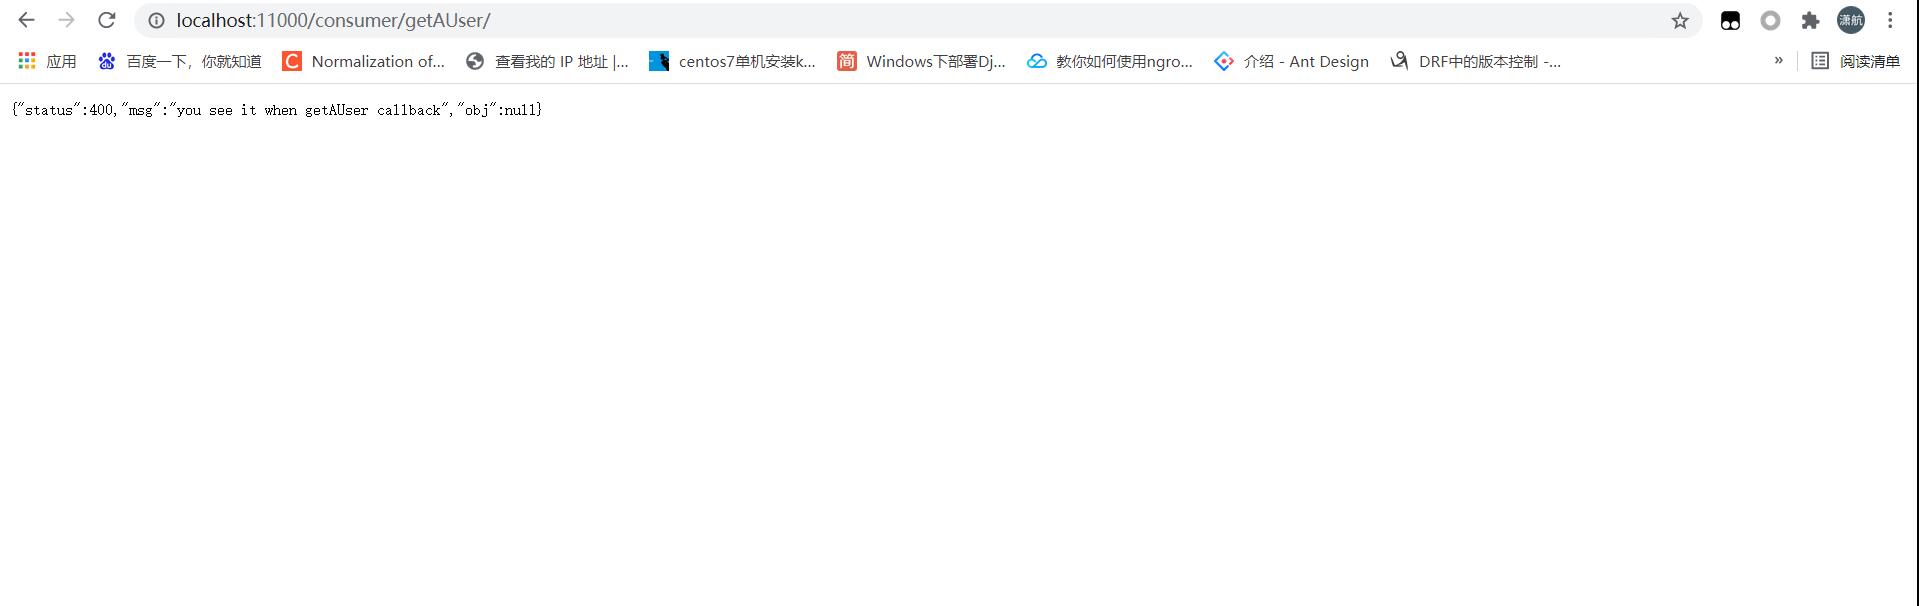 localhost:11000/consumer/getAUser/
潇航
应用
百度一下，你就知道
Normalization of...
查看我的 IP 地址 |...
centos7单机安装k...
简
Windows下部署Dj...
教你如何使用ngro...
介绍 - Ant Design
DRF中的版本控制 -...
»
阅读清单
{"status":400,"msg":"you see it when getAUser callback","obj":null}